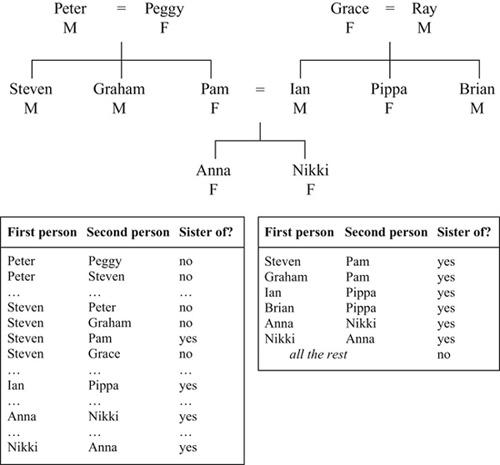 Peter = Peggy Grace = Ray
M F F M
Steven Graham Pam = Ian Pippa Brian
M M F M F M
Anna Nikki
F F
First person Second person Sister of?
Peter Peggy no
Peter Steven no
… … …
Steven Peter no
Steven Graham no
Steven Pam yes
Steven Grace no
… … …
Ian Pippa yes
… … …
Anna Nikki yes
… … …
Nikki Anna yes
First person Second person Sister of?
Steven Pam yes
Graham Pam yes
Ian Pippa yes
Brian Pippa yes
Anna Nikki yes
Nikki Anna yes
all the rest no